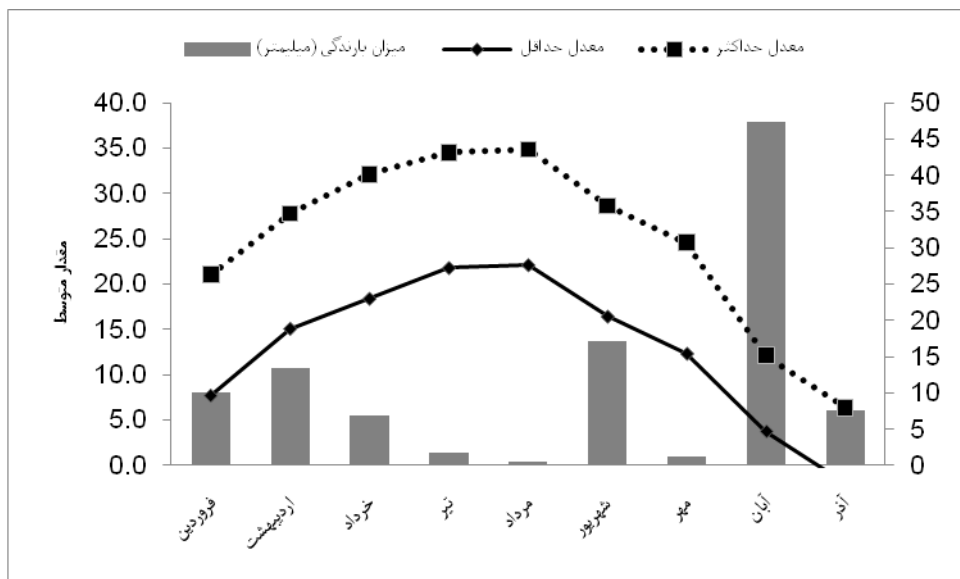 میزان بارندگی (میلیمتر)
معدل حداقل
معدل حداکثر
40.0
35.0
30.0
25.0
20.0
15.0
10.0
5.0
0.0
مقدار متوسط
50
45
40
35
30
25
20
15
10
5
0
فروردین
اردیبهشت
خرداد
تیر
مرداد
شهریور
مهر
آبان
آذر